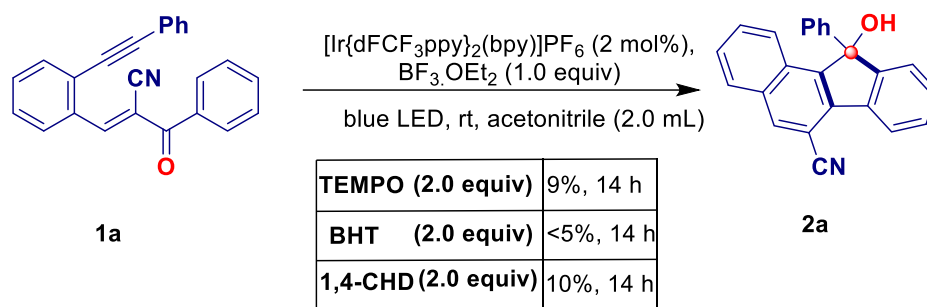 Ph
CN
O
1a
[Ir{dFCF₃ppy}₂(bpy)]PF₆ (2 mol%),
BF₃.OEt₂ (1.0 equiv)
blue LED, rt, acetonitrile (2.0 mL)
TEMPO (2.0 equiv) 9%, 14 h
BHT (2.0 equiv) <5%, 14 h
1,4-CHD (2.0 equiv) 10%, 14 h
Ph OH
CN
2a